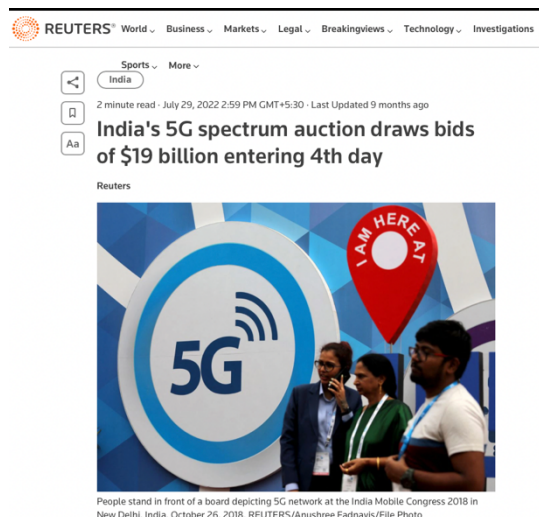 REUTERS® World Business Markets Legal Breakingviews Technology Investigations
Sports More
India
2 minute read · July 29, 2022 2:59 PM GMT+5:30 · Last Updated 9 months ago
Aa
India's 5G spectrum auction draws bids
of $19 billion entering 4th day
Reuters
I AM HERE AT
5G
People stand in front of a board depicting 5G network at the India Mobile Congress 2018 in
New Delhi, India, October 26, 2018. REUTERS/Anushree Fadnavis/File Photo